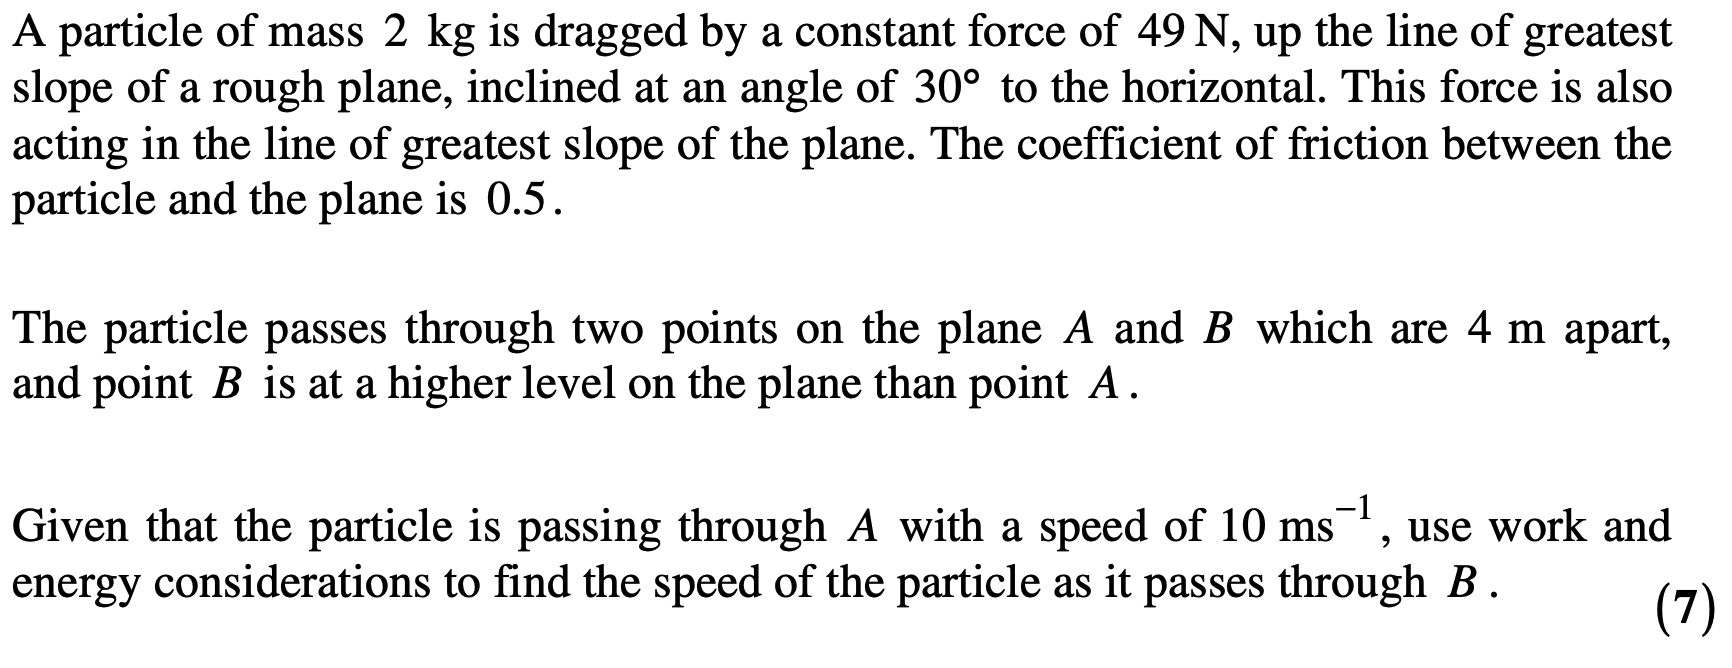 A particle of mass 2 kg is dragged by a constant force of 49 N, up the line of greatest
slope of a rough plane, inclined at an angle of 30° to the horizontal. This force is also
acting in the line of greatest slope of the plane. The coefficient of friction between the
particle and the plane is 0.5.
The particle passes through two points on the plane A and B which are 4 m apart,
and point B is at a higher level on the plane than point A.
Given that the particle is passing through A with a speed of 10 ms⁻¹, use work and
energy considerations to find the speed of the particle as it passes through B.
(7)